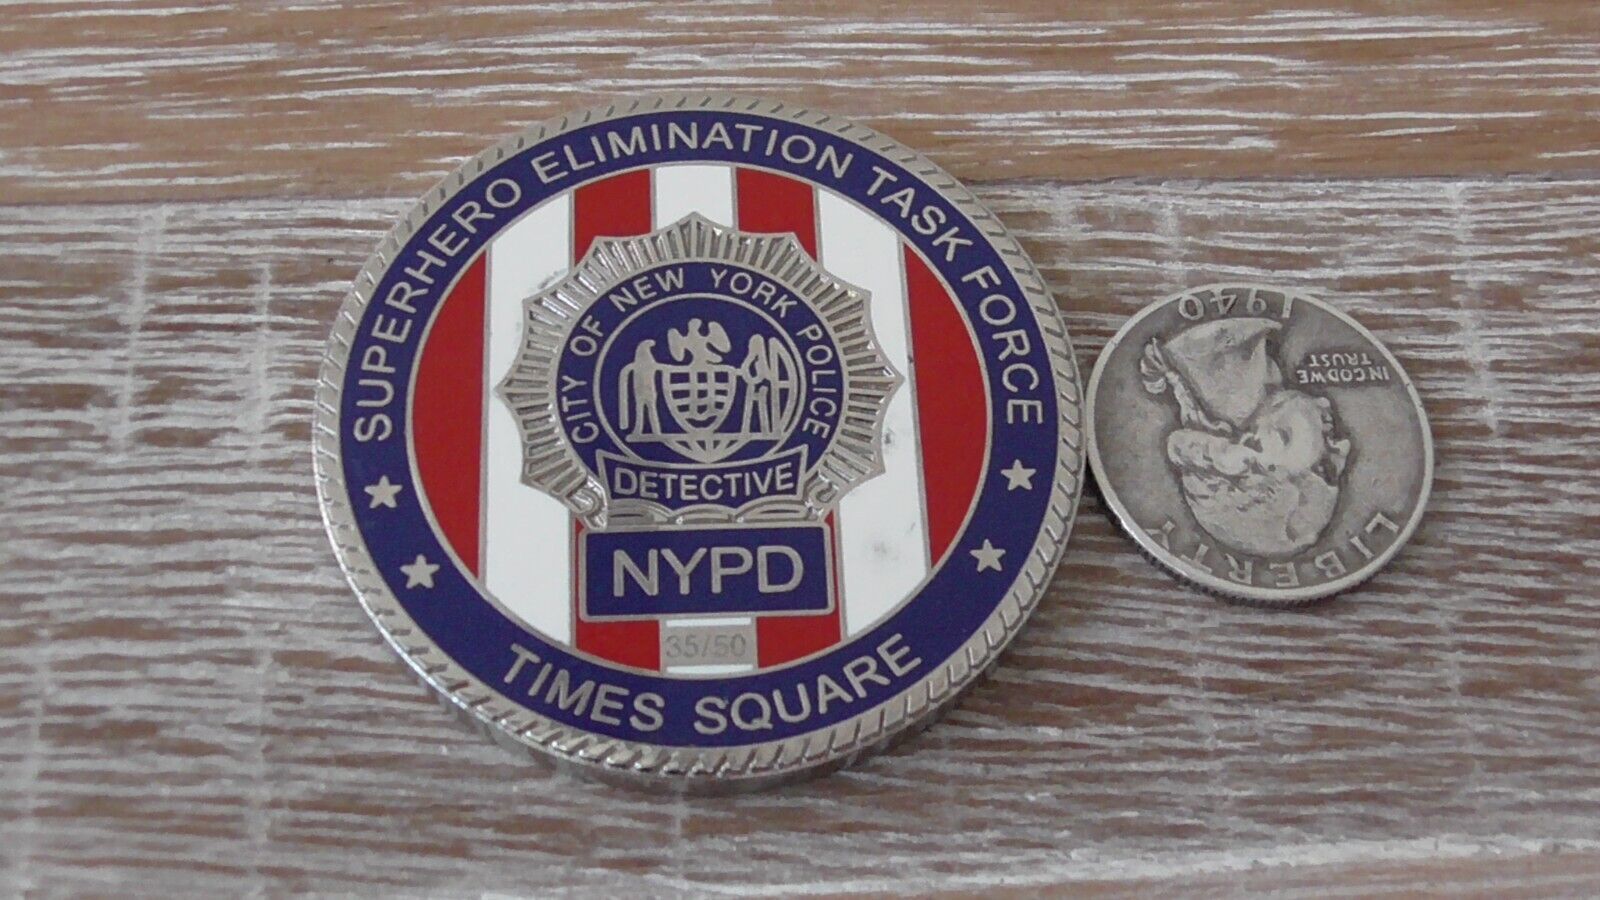 SUPERHERO ELIMINATION TASK FORCE
CITY OF NEW YORK POLICE
DETECTIVE
NYPD
35/50
TIMES SQUARE
LIBERTY
IN GOD WE
TRUST
1940